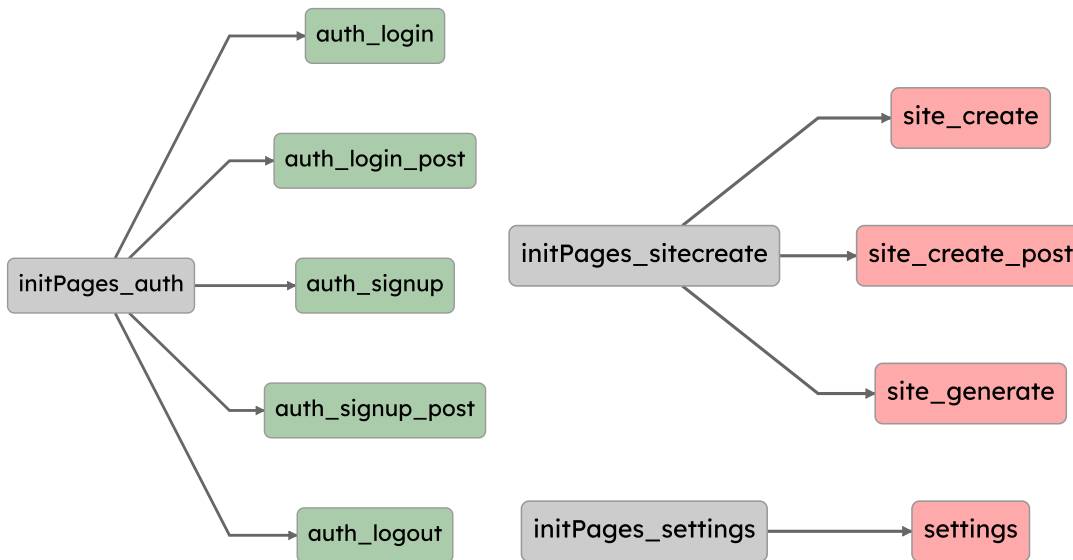 auth_login
auth_login_post
initPages_auth
auth_signup
auth_signup_post
auth_logout
site_create
initPages_sitecreate
site_create_post
site_generate
initPages_settings
settings